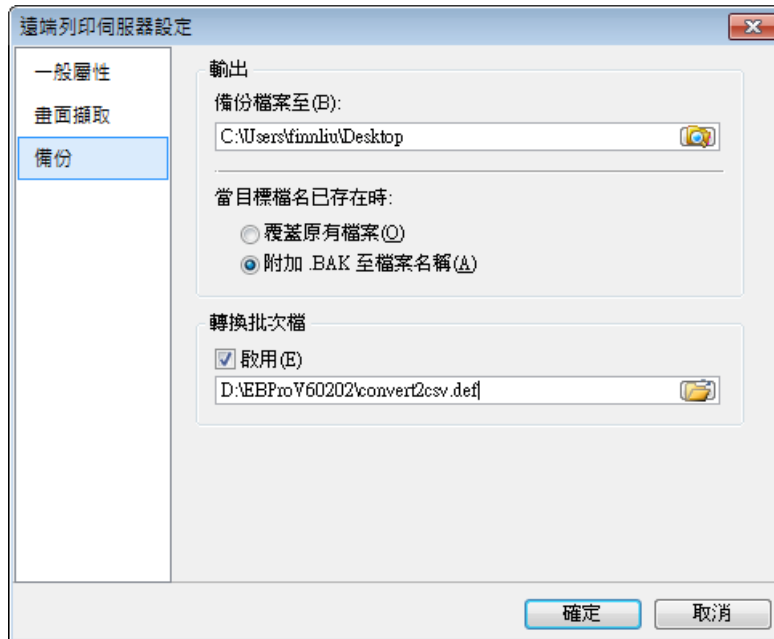 遠端列印伺服器設定
一般屬性
畫面擷取
備份
輸出
備份檔案至(B):
C:\Users\finnliu\Desktop
當目標檔名已存在時:
覆蓋原有檔案(O)
附加 .BAK 至檔案名稱(A)
轉換批次檔
啟用(E)
D:\EBProV60202\convert2csv.def
確定
取消